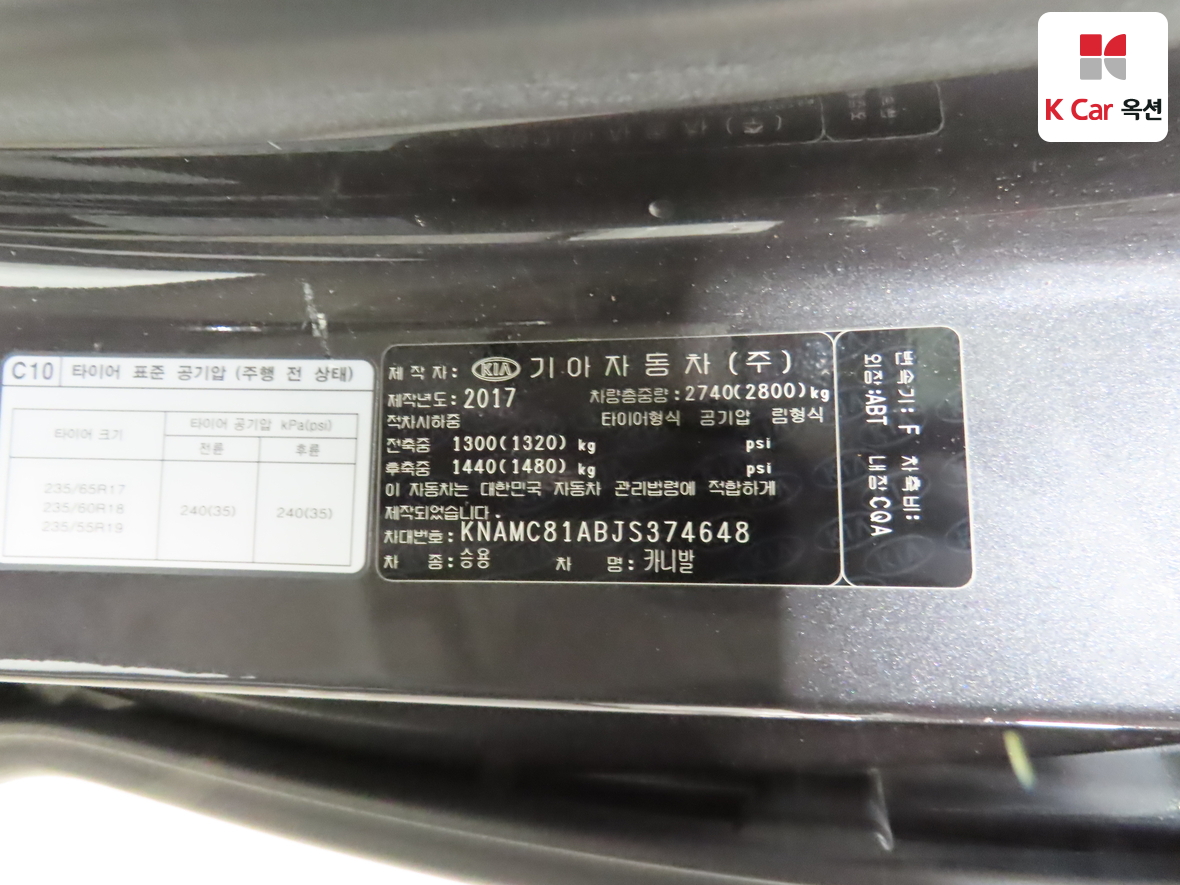 K Car 옥션
C10 타이어 표준 공기압 (주행 전 상태)
타이어 크기 타이어 공기압 kPa(psi)
전륜 후륜
235/65R17
235/60R18 240(35) 240(35)
235/55R19
제작자: KIA 기아자동차(주)
제작년도: 2017 차량총중량: 2740(2800)kg
적차시하중 타이어형식 공기압 림형식
전축중 1300(1320) kg psi
후축중 1440(1480) kg psi
이 자동차는 대한민국 자동차 관리법령에 적합하게
제작되었습니다.
차대번호: KNAMC81ABJS374648
차 종: 승용 차 명: 카니발
변속기: F 차축비:
외장:ABT 내장:CQA